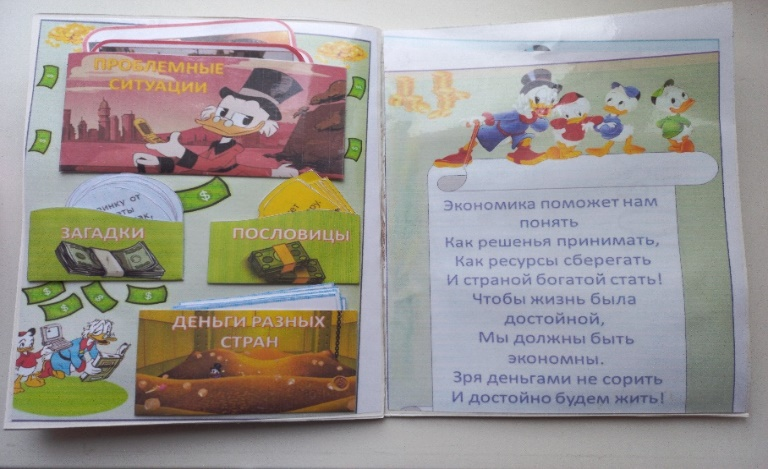 ПРОБЛЕМНЫЕ
СИТУАЦИИ
ЗАГАДКИ
ПОСЛОВИЦЫ
ДЕНЬГИ РАЗНЫХ
СТРАН
Экономика поможет нам
понять
Как решенья принимать,
Как ресурсы сберегать
И страной богатой стать!
Чтобы жизнь была
достойной,
Мы должны быть
экономны.
Зря деньгами не сорить
И достойно будем жить!